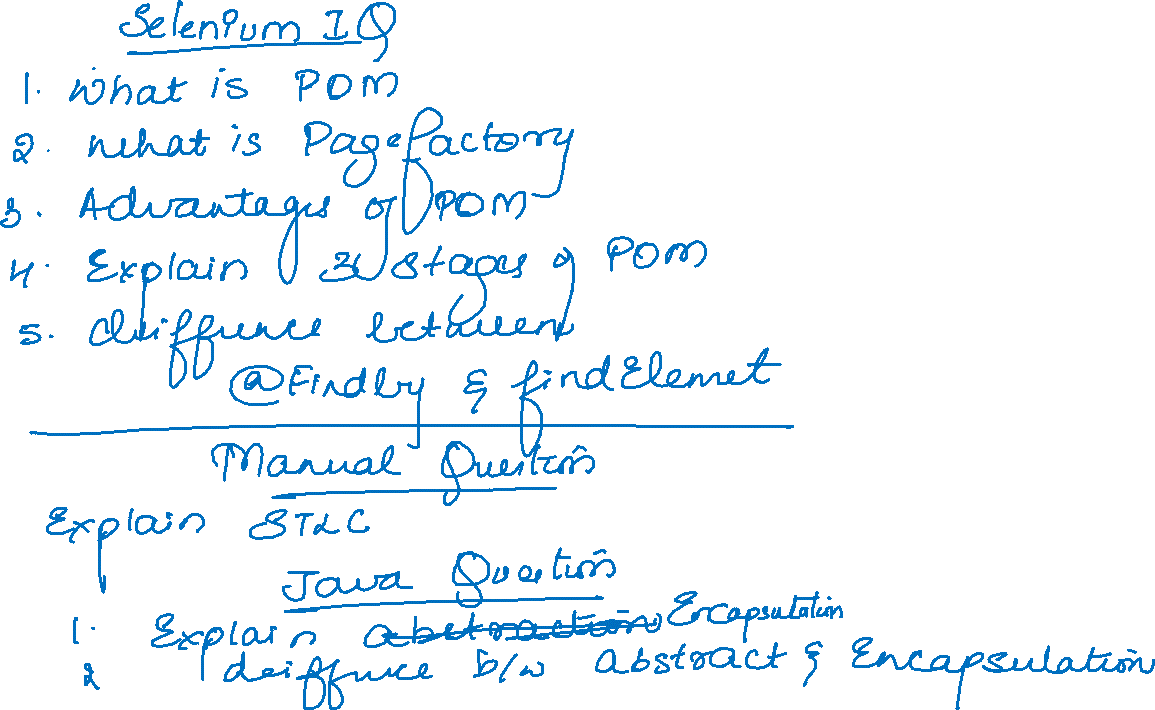 Selenium IQ
1. What is POM
2. what is Pagefactory
3. Advantages of POM
4. Explain 3 stages of POM
5. diffrence between
@Findby & findElemet
Manual Question
Explain STLC
Java Question
1. Explain abstraction Encapsulation
2 diffrence b/w abstract & Encapsulation